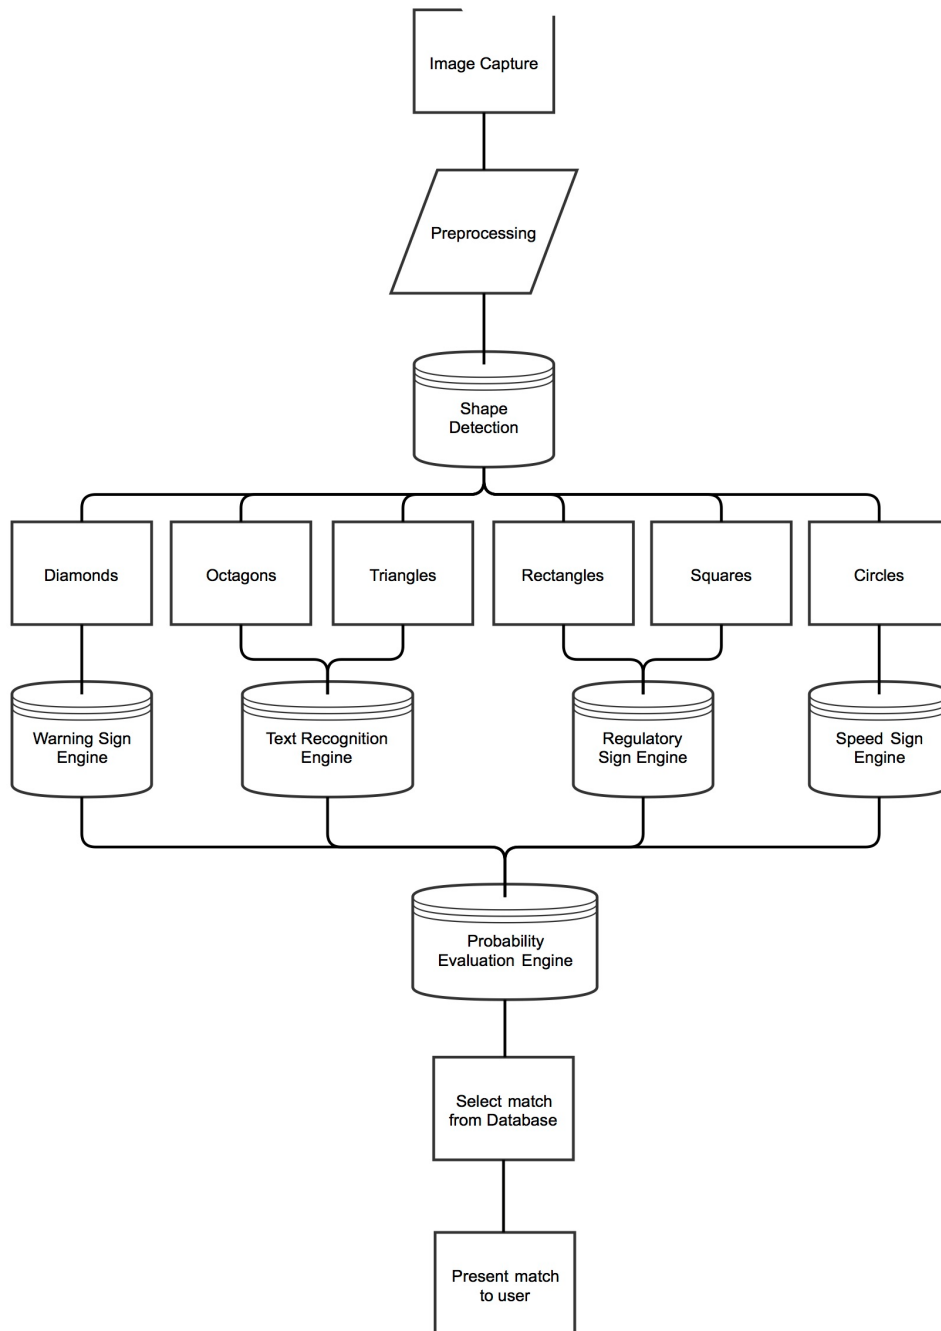 Image Capture
Preprocessing
Shape
Detection
Diamonds
Octagons
Triangles
Rectangles
Squares
Circles
Warning Sign
Engine
Text Recognition
Engine
Regulatory
Sign Engine
Speed Sign
Engine
Probability
Evaluation Engine
Select match
from Database
Present match
to user